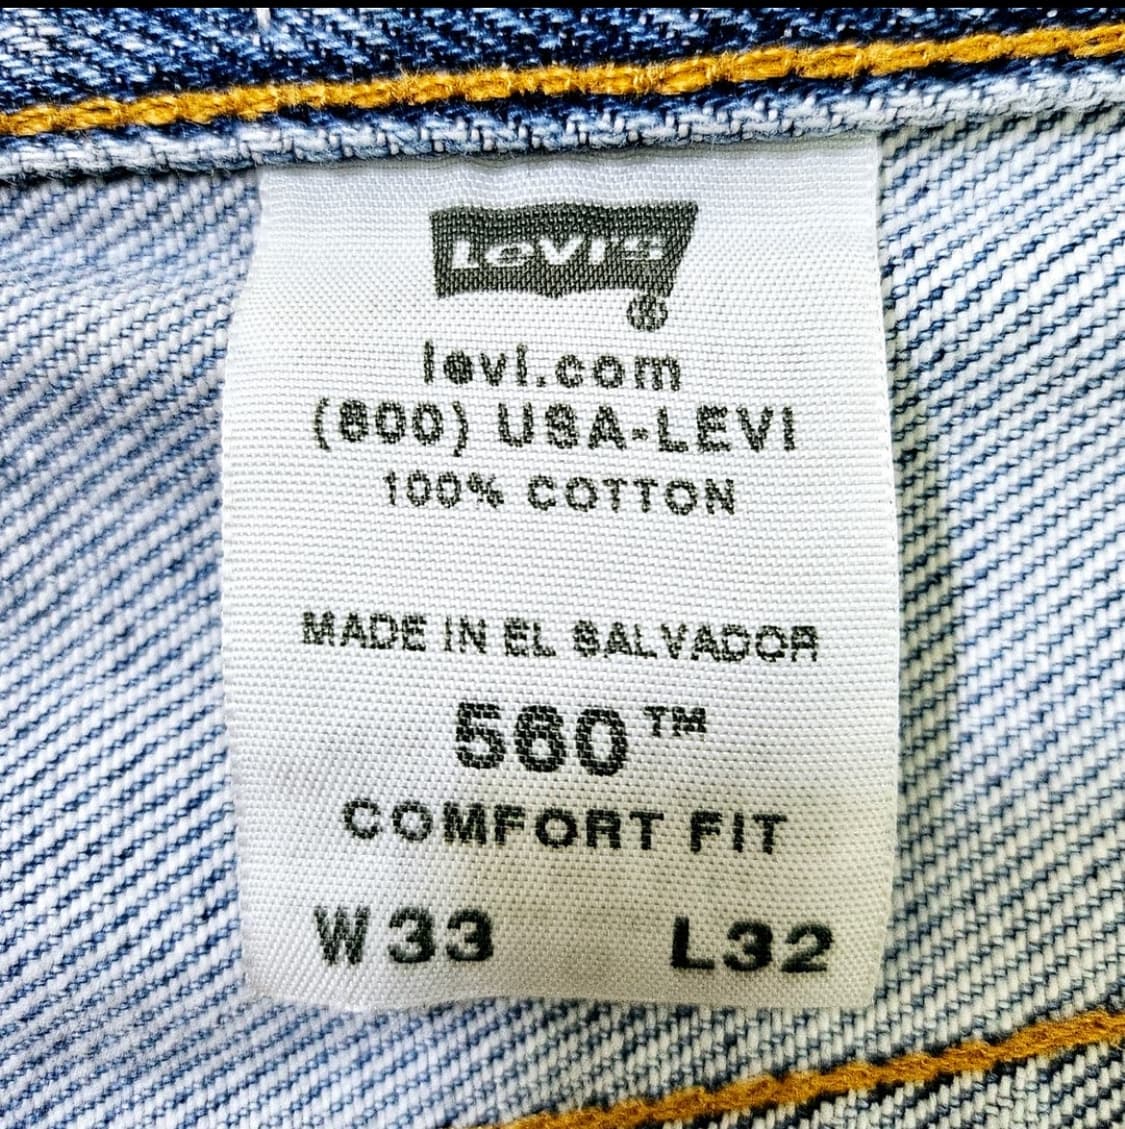 Levi's
®
levi.com
(800) USA-LEVI
100% COTTON
MADE IN EL SALVADOR
560™
COMFORT FIT
W33 L32